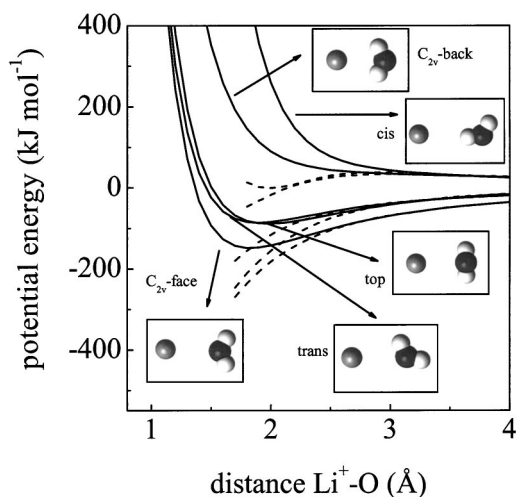 400
200
0
-200
-400
potential energy (kJ mol⁻¹)
C₂ᵥ-back
cis
top
C₂ᵥ-face
trans
1 2 3 4
distance Li⁺-O (Å)